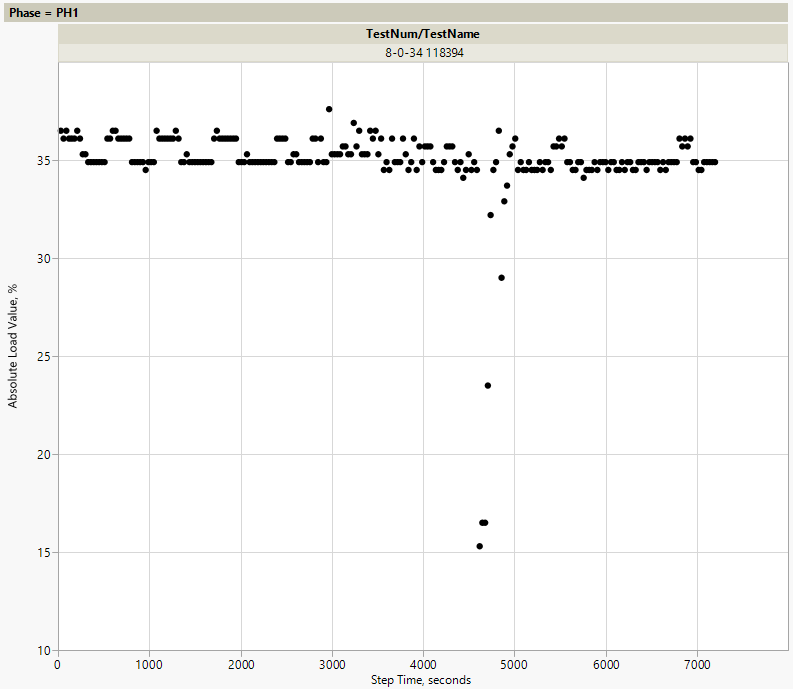 Phase = PH1
TestNum/TestName
8-0-34 118394
35
30
25
20
15
10
Absolute Load Value, %
0 1000 2000 3000 4000 5000 6000 7000
Step Time, seconds